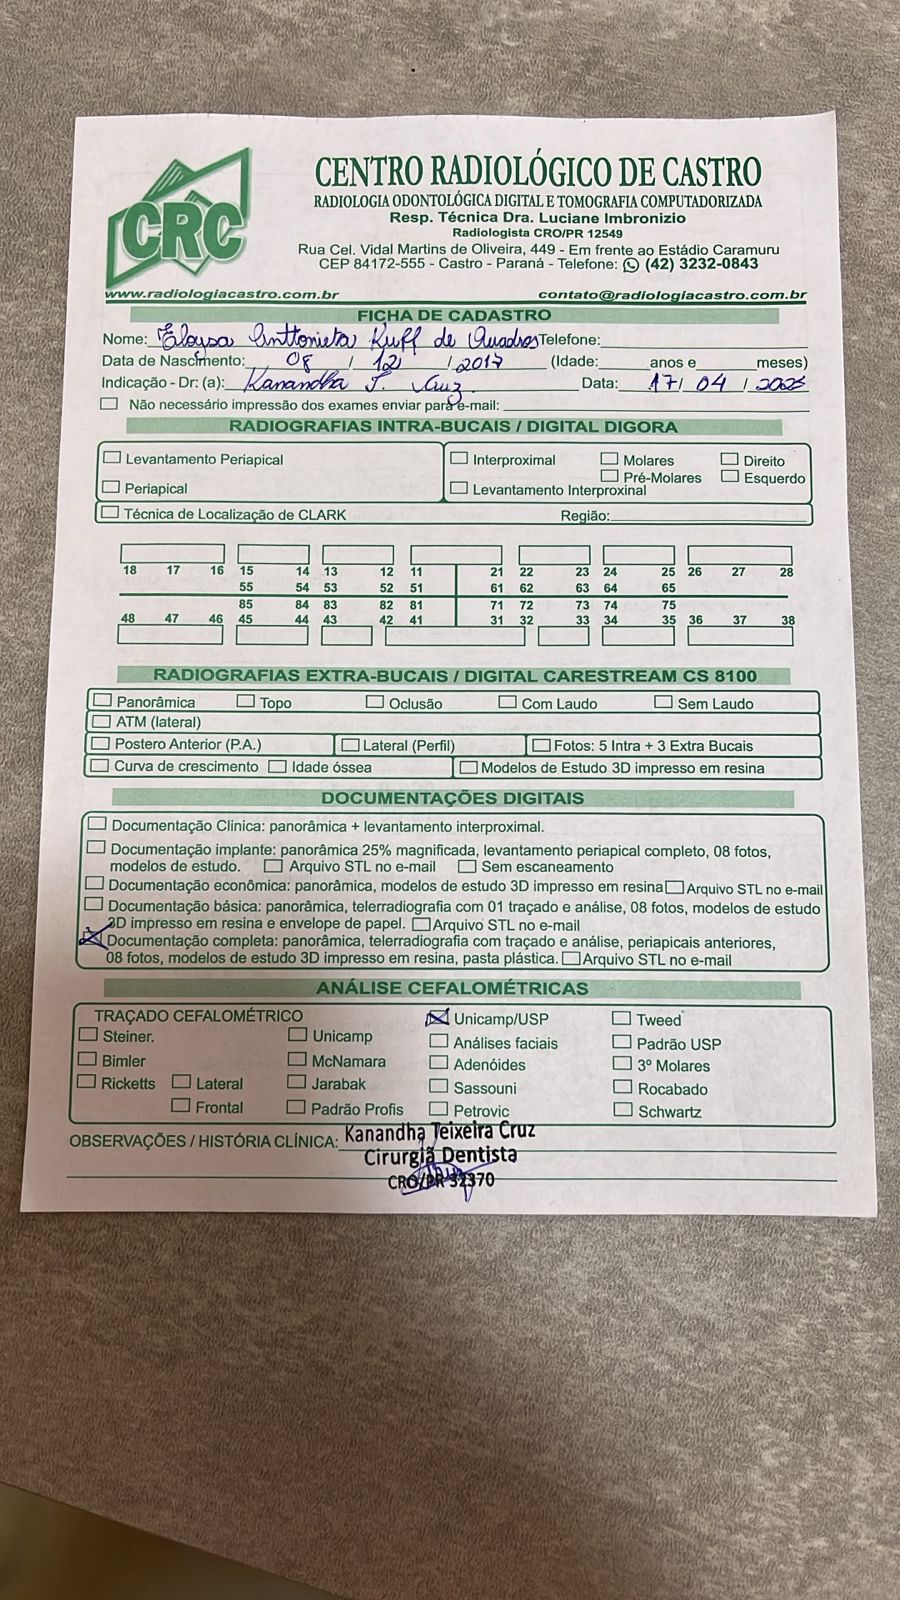 CRC
CENTRO RADIOLÓGICO DE CASTRO
RADIOLOGIA ODONTOLÓGICA DIGITAL E TOMOGRAFIA COMPUTADORIZADA
Resp. Técnica Dra. Luciane Imbronizio
Radiologista CRO/PR 12549
Rua Cel. Vidal Martins de Oliveira, 449 - Em frente ao Estádio Caramuru
CEP 84172-555 - Castro - Paraná - Telefone: (42) 3232-0843
www.radiologiacastro.com.br contato@radiologiacastro.com.br
FICHA DE CADASTRO
Nome: Eloysa Anttonieta Kuff de Quadros Telefone:
Data de Nascimento: 08 / 12 / 2017 (Idade: anos e meses)
Indicação - Dr: (a): Kanandha T. Cruz Data: 17 / 04 /
Não necessário impressão dos exames enviar para e-mail:
RADIOGRAFIAS INTRA-BUCAIS / DIGITAL DIGORA
Levantamento Periapical Interproximal Molares Direito
Periapical Levantamento Interproxinal Pré-Molares Esquerdo
Técnica de Localização de CLARK Região:
18 17 16 15 14 13 12 11 21 22 23 24 25 26 27 28
55 54 53 52 51 61 62 63 64 65
85 84 83 82 81 71 72 73 74 75
48 47 46 45 44 43 42 41 31 32 33 34 35 36 37 38
RADIOGRAFIAS EXTRA-BUCAIS / DIGITAL CARESTREAM CS 8100
Panorâmica Topo Oclusão Com Laudo Sem Laudo
ATM (lateral)
Postero Anterior (P.A.) Lateral (Perfil) Fotos: 5 Intra + 3 Extra Bucais
Curva de crescimento Idade óssea Modelos de Estudo 3D impresso em resina
DOCUMENTAÇÕES DIGITAIS
Documentação Clinica: panorâmica + levantamento interproximal.
Documentação implante: panorâmica 25% magnificada, levantamento periapical completo, 08 fotos,
modelos de estudo. Arquivo STL no e-mail Sem escaneamento
Documentação econômica: panorâmica, modelos de estudo 3D impresso em resina Arquivo STL no e-mail
Documentação básica: panorâmica, telerradiografia com 01 traçado e análise, 08 fotos, modelos de estudo
3D impresso em resina e envelope de papel. Arquivo STL no e-mail
Documentação completa: panorâmica, telerradiografia com traçado e análise, periapicais anteriores,
08 fotos, modelos de estudo 3D impresso em resina, pasta plástica. Arquivo STL no e-mail
ANÁLISE CEFALOMÉTRICAS
TRAÇADO CEFALOMÉTRICO Unicamp/USP Tweed
Steiner. Unicamp Análises faciais Padrão USP
Bimler McNamara Adenóides 3º Molares
Ricketts Lateral Jarabak Sassouni Rocabado
Frontal Padrão Profis Petrovic Schwartz
OBSERVAÇÕES / HISTÓRIA CLÍNICA: Kanandha Teixeira Cruz
Cirurgiã Dentista
CRO/PR 32370